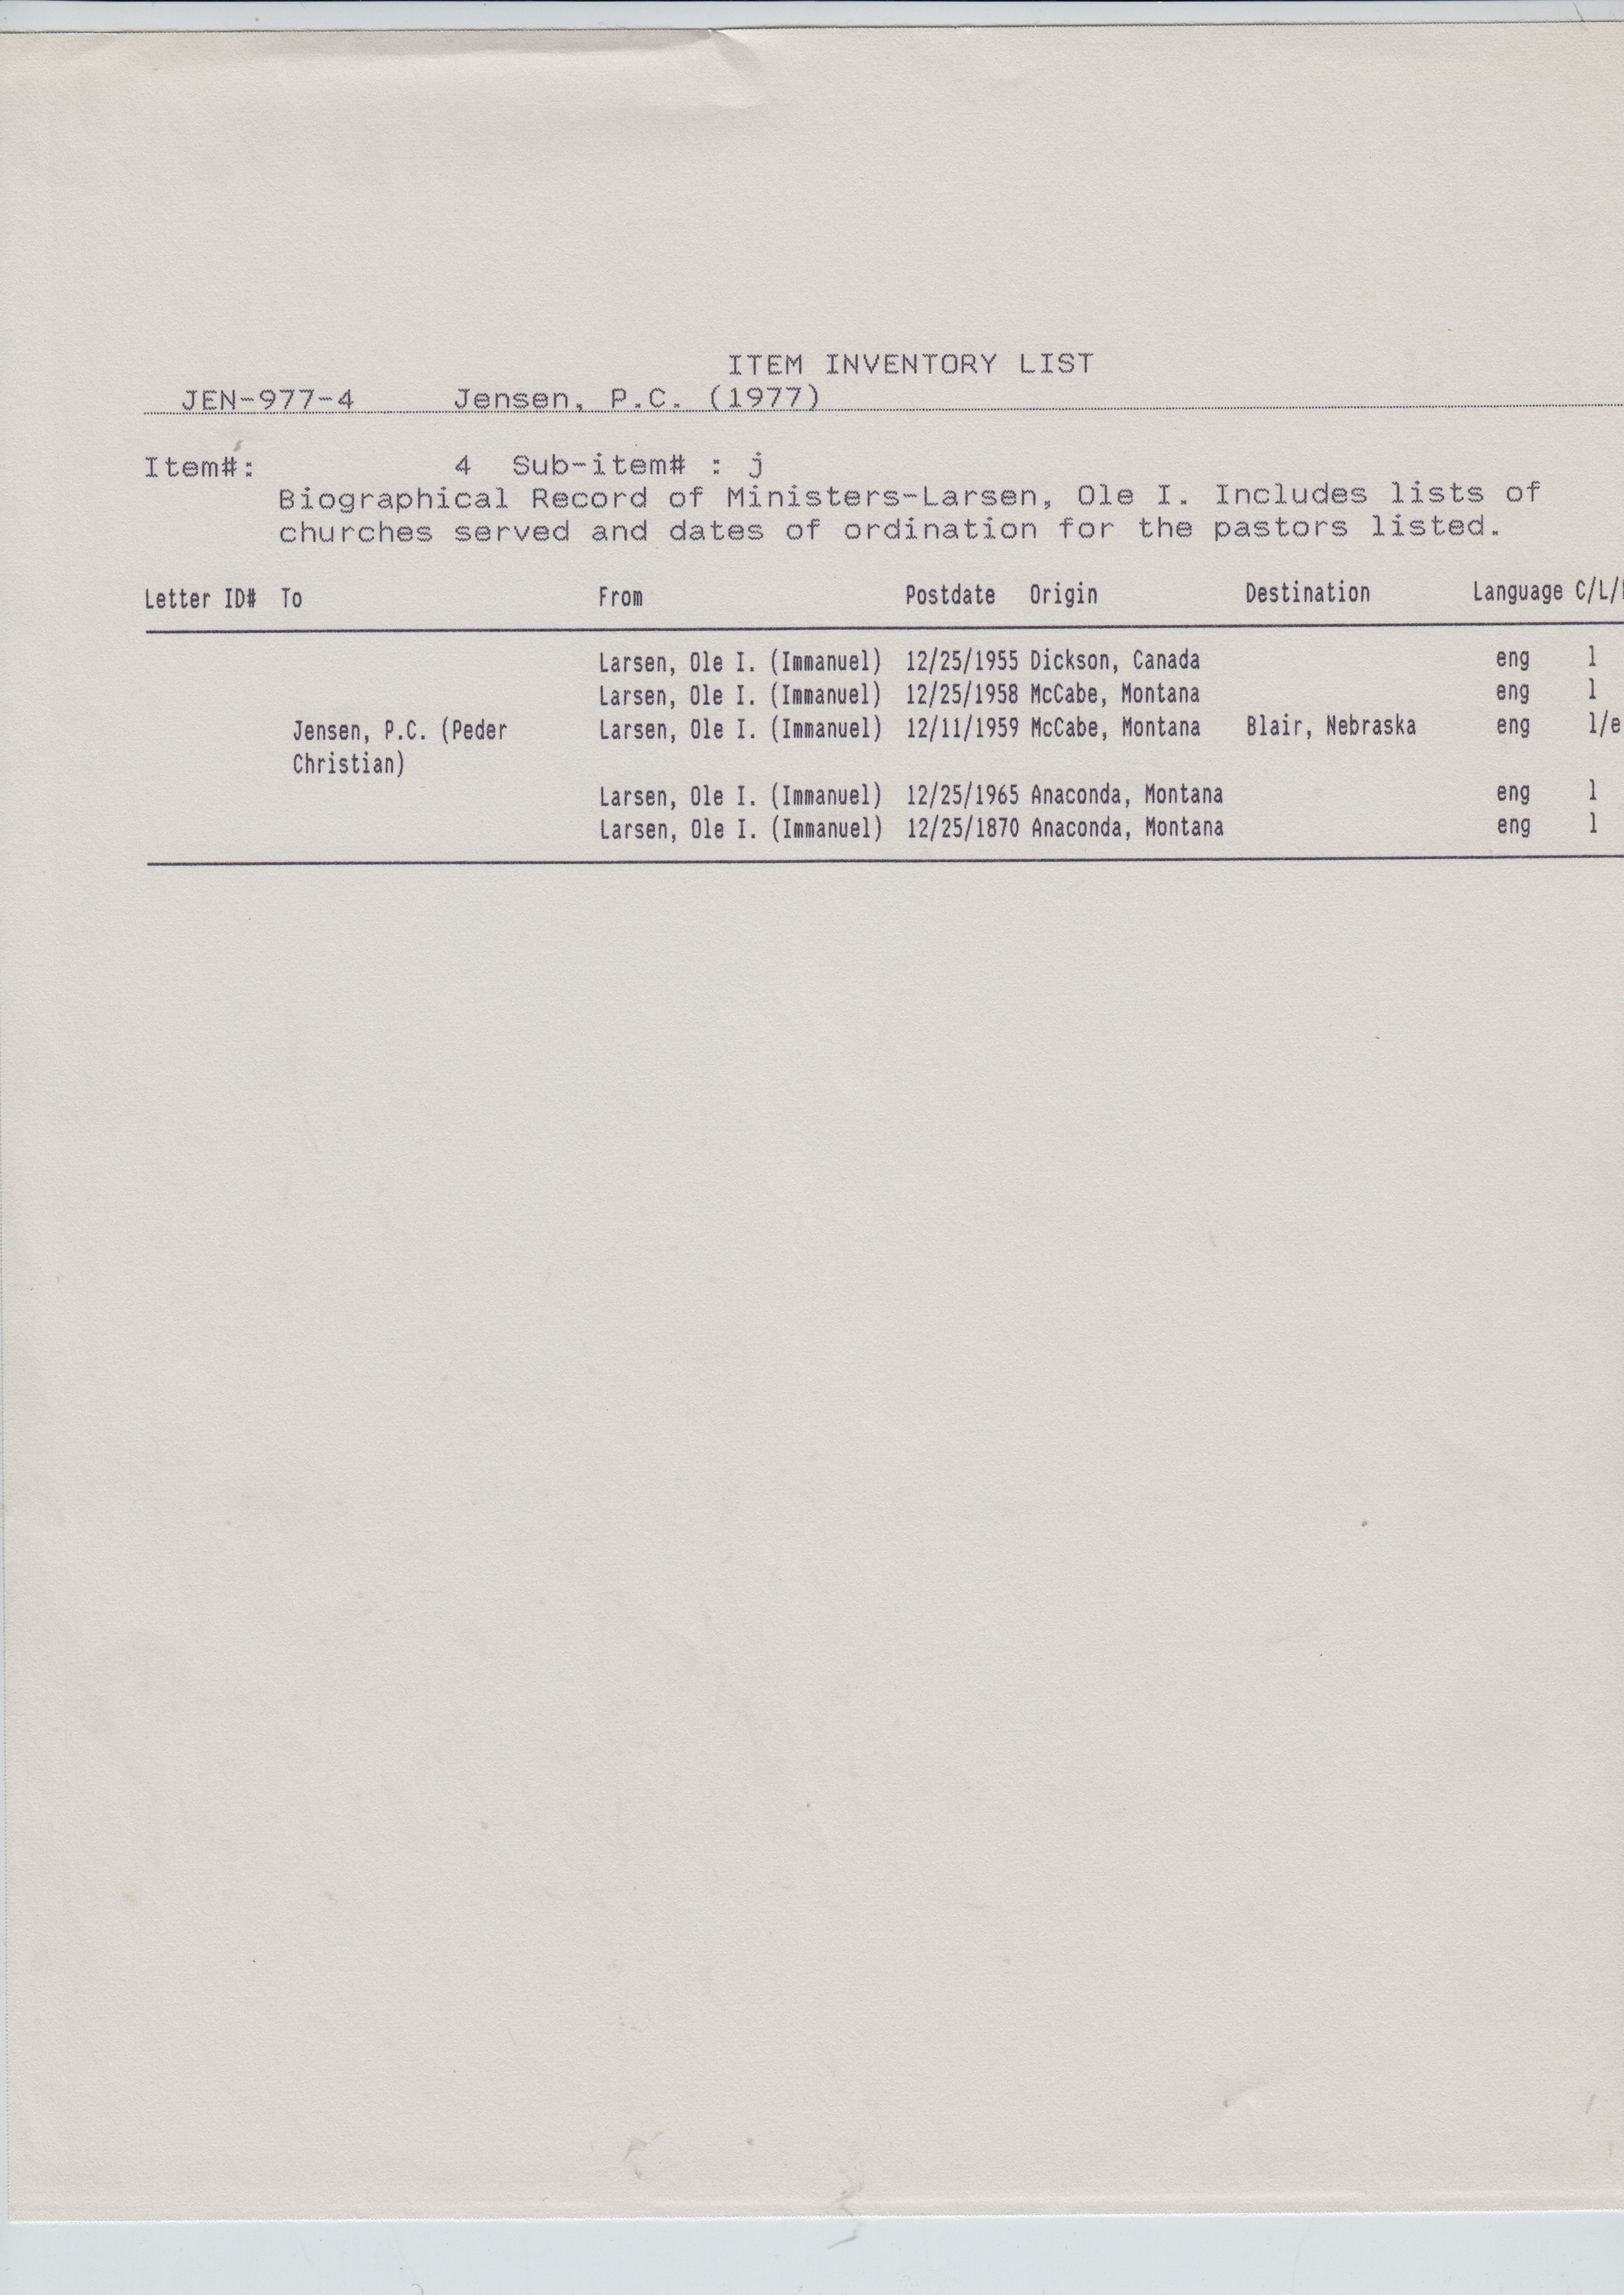 ITEM INVENTORY LIST
JEN-977-4 Jensen, P.C. (1977)
Item#: 4 Sub-item# : j
Biographical Record of Ministers-Larsen, Ole I. Includes lists of
churches served and dates of ordination for the pastors listed.
Letter ID# To From Postdate Origin Destination Language C/L/
Larsen, Ole I. (Immanuel) 12/25/1955 Dickson, Canada eng l
Larsen, Ole I. (Immanuel) 12/25/1958 McCabe, Montana eng l
Jensen, P.C. (Peder Larsen, Ole I. (Immanuel) 12/11/1959 McCabe, Montana Blair, Nebraska eng l/e
Christian)
Larsen, Ole I. (Immanuel) 12/25/1965 Anaconda, Montana eng l
Larsen, Ole I. (Immanuel) 12/25/1870 Anaconda, Montana eng l